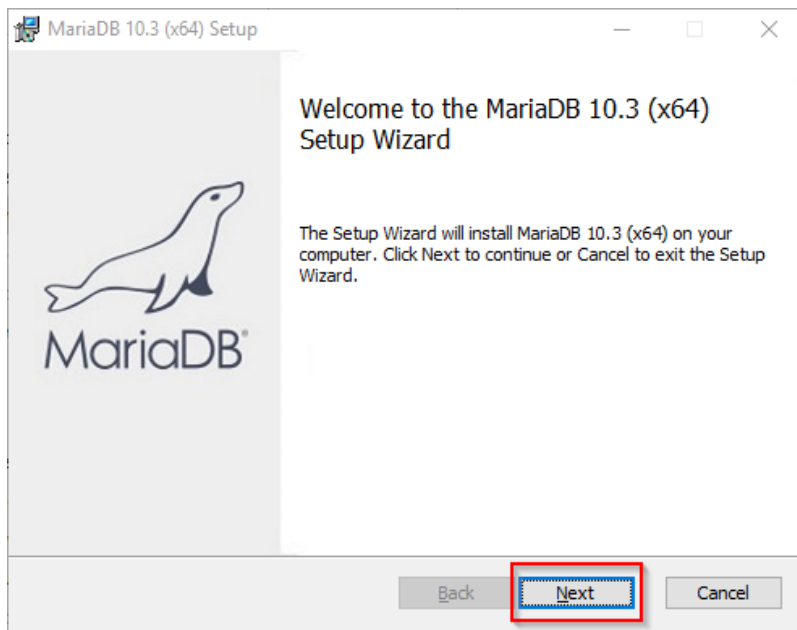 MariaDB 10.3 (x64) Setup
Welcome to the MariaDB 10.3 (x64)
Setup Wizard
The Setup Wizard will install MariaDB 10.3 (x64) on your
computer. Click Next to continue or Cancel to exit the Setup
Wizard.
MariaDB®
Back Next Cancel